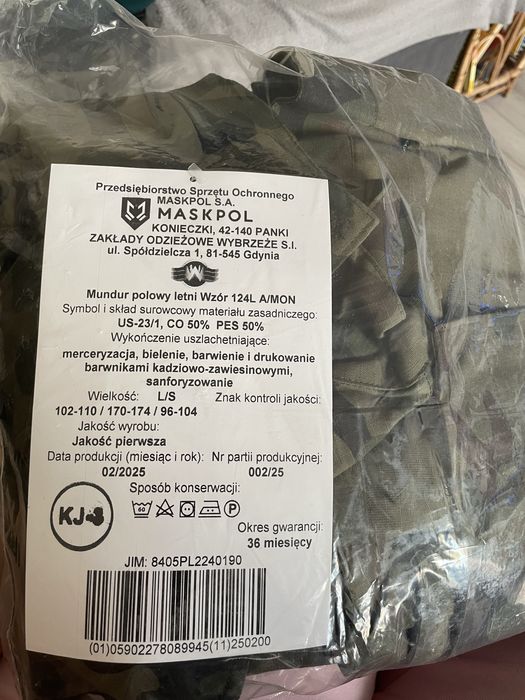 Przedsiębiorstwo Sprzętu Ochronnego
MASKPOL S.A.
MASKPOL
KONIECZKI, 42-140 PANKI
ZAKŁADY ODZIEŻOWE WYBRZEŻE S.I.
ul. Spółdzielcza 1, 81-545 Gdynia
W
Mundur polowy letni Wzór 124L A/MON
Symbol i skład surowcowy materiału zasadniczego:
US-23/1, CO 50% PES 50%
Wykończenie uszlachetniające:
merceryzacja, bielenie, barwienie i drukowanie
barwnikami kadziowo-zawiesinowymi,
sanforyzowanie
Wielkość: L/S Znak kontroli jakości:
102-110 / 170-174 / 96-104
Jakość wyrobu:
Jakość pierwsza
Data produkcji (miesiąc i rok): Nr partii produkcyjnej:
02/2025 002/25
Sposób konserwacji:
KJ
60 P
Okres gwarancji:
36 miesięcy
JIM: 8405PL2240190
(01)05902278089945(11)250200